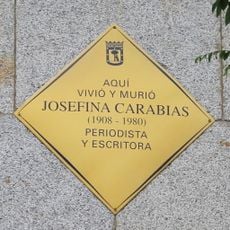 AQUÍ
VIVIÓ Y MURIÓ
JOSEFINA CARABIAS
(1908 - 1980)
PERIODISTA
Y ESCRITORA